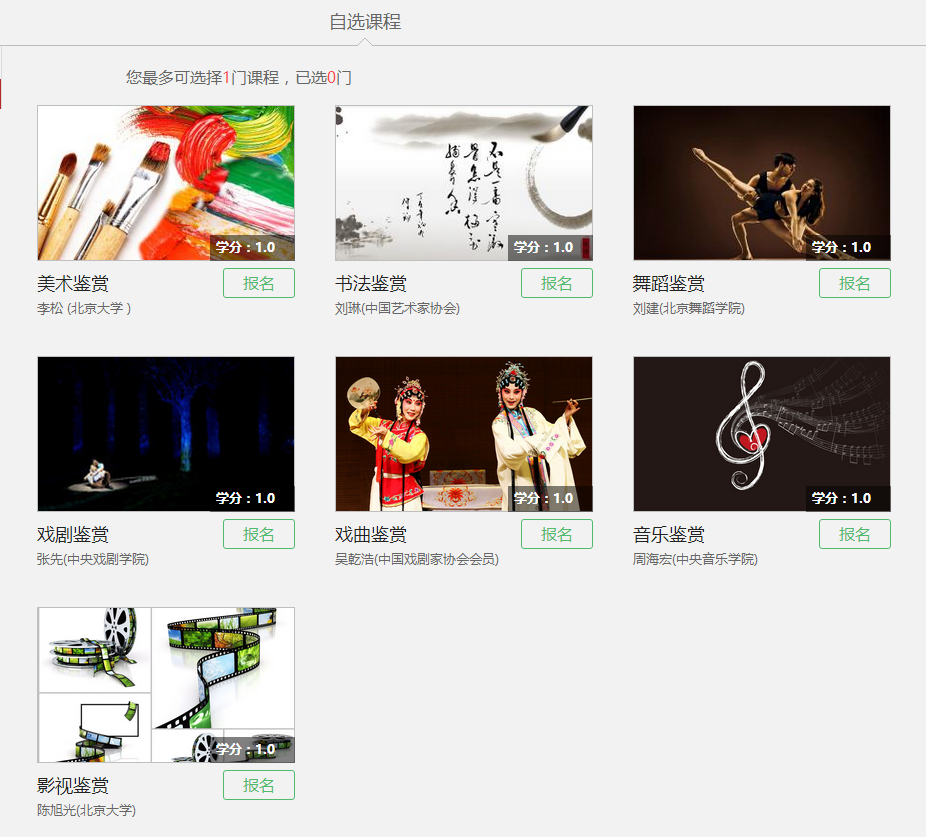 自选课程
您最多可选择1门课程，已选0门
学分：1.0
学分：1.0
学分：1.0
美术鉴赏
报名
书法鉴赏
报名
舞蹈鉴赏
报名
李松 (北京大学 )
刘琳(中国艺术家协会)
刘建(北京舞蹈学院)
学分：1.0
学分：1.0
学分：1.0
戏剧鉴赏
报名
戏曲鉴赏
报名
音乐鉴赏
报名
张先(中央戏剧学院)
吴乾浩(中国戏剧家协会会员)
周海宏(中央音乐学院)
学分：1.0
影视鉴赏
报名
陈旭光(北京大学)